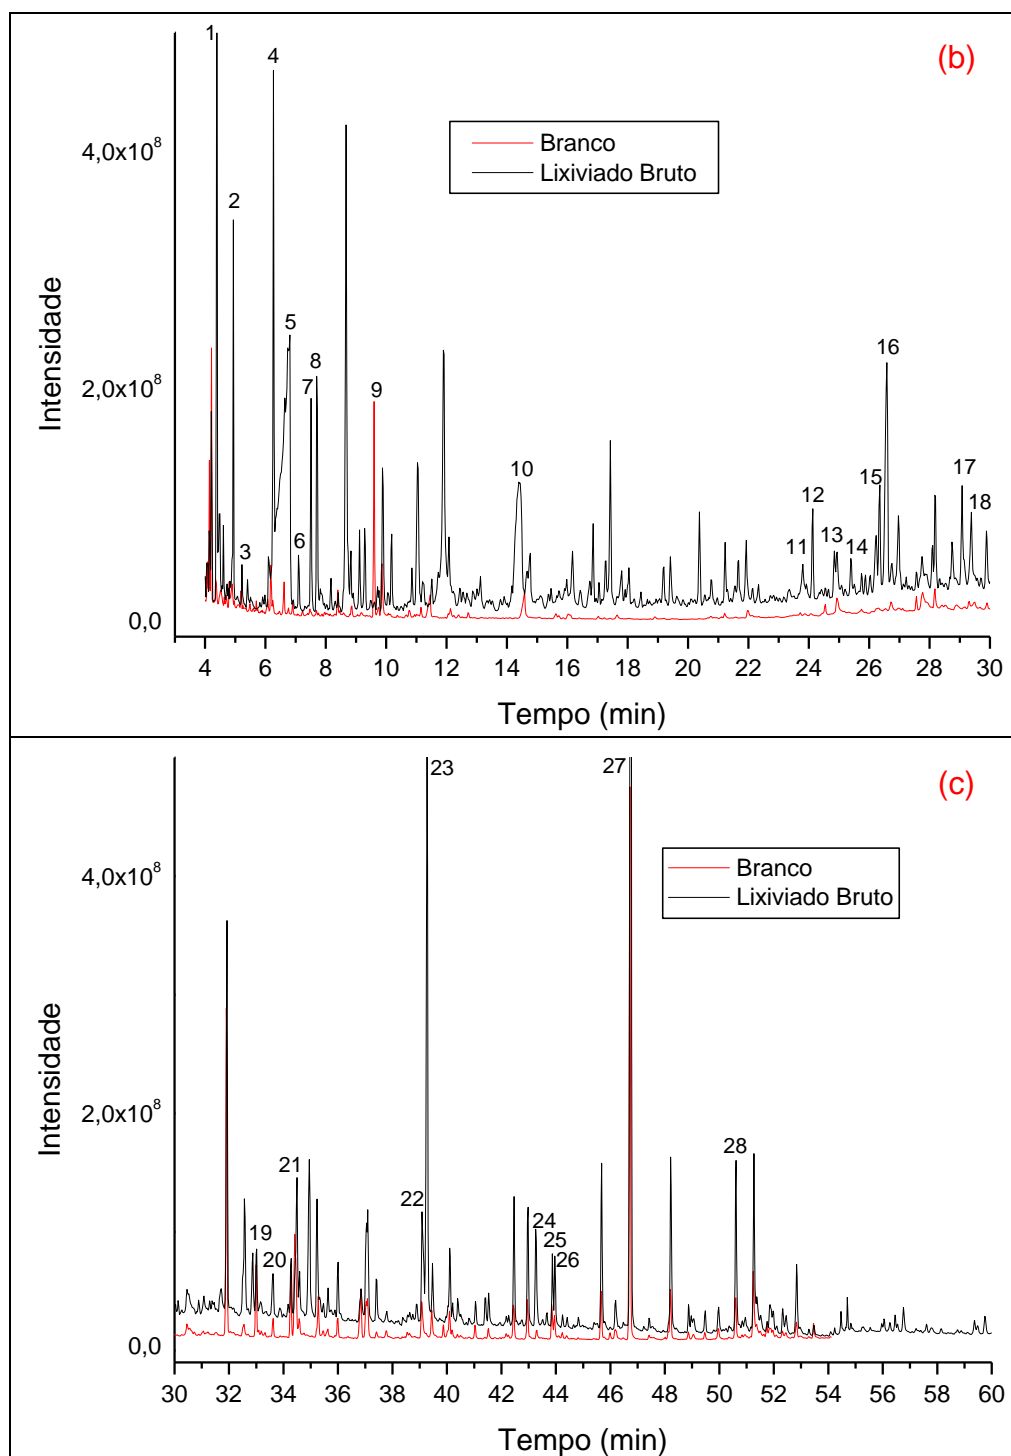 (b)
1
4
4,0x10⁸
Branco
Lixiviado Bruto
2
Intensidade
5
16
2,0x10⁸
7
8
9
10
15
17
12
18
3
6
11
13
14
0,0
4 6 8 10 12 14 16 18 20 22 24 26 28 30
Tempo (min)
(c)
23
27
4,0x10⁸
Branco
Lixiviado Bruto
Intensidade
2,0x10⁸
21
28
22
19
24
25
20
26
0,0
30 32 34 36 38 40 42 44 46 48 50 52 54 56 58 60
Tempo (min)